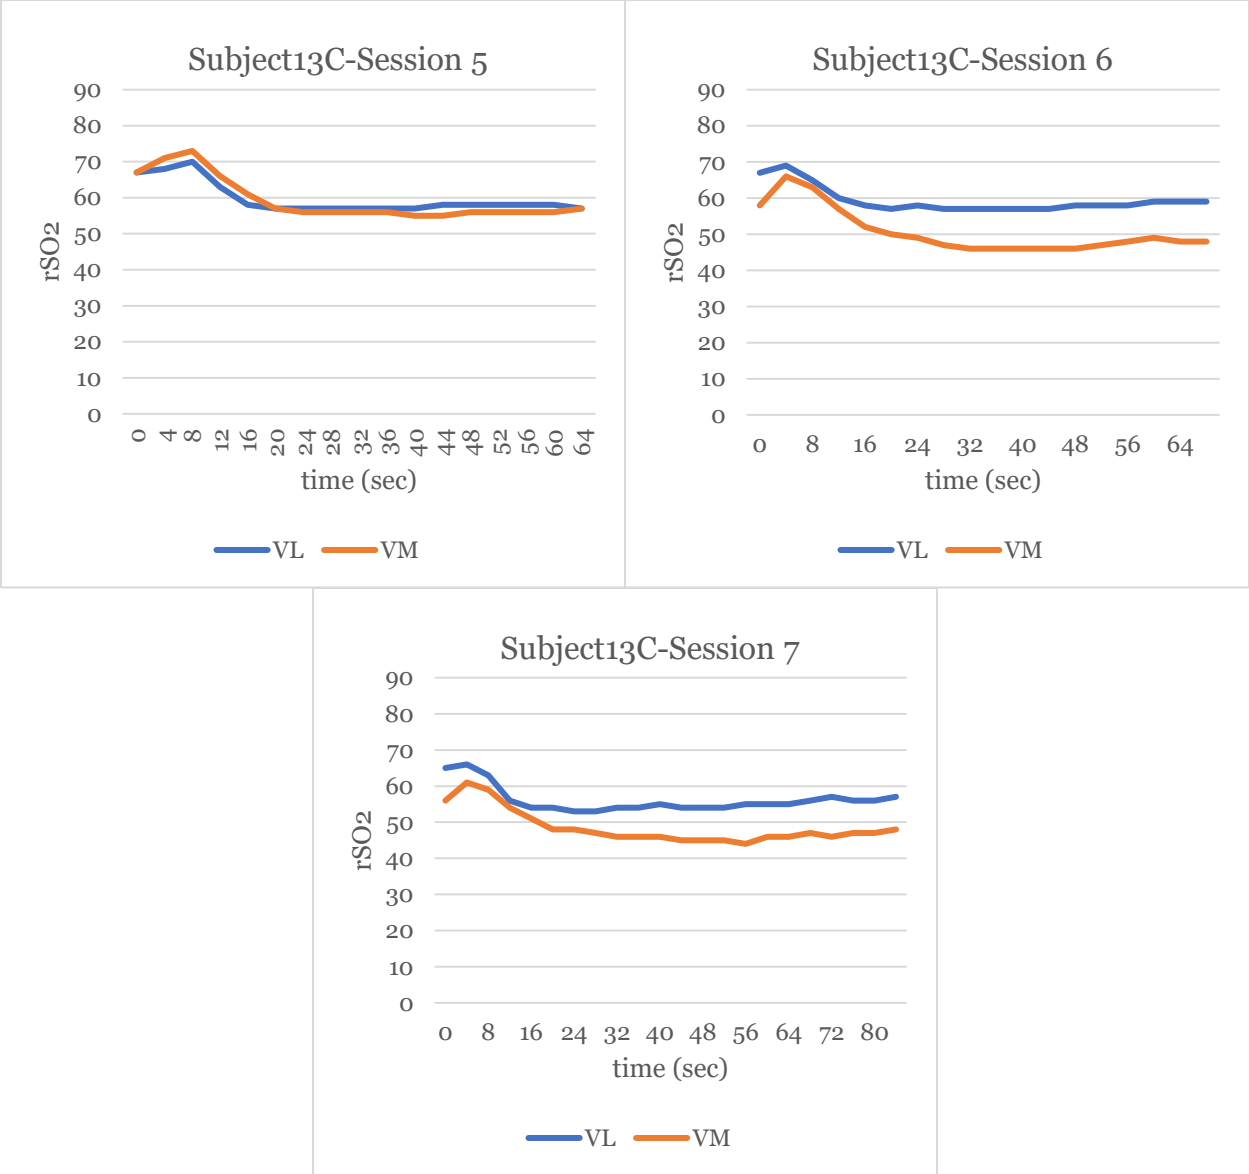 Subject13C-Session 5
90
80
70
60
50
40
30
20
10
0
rSO2
0 4 8 12 16 20 24 28 32 36 40 44 48 52 56 60 64
time (sec)
VL VM
Subject13C-Session 6
90
80
70
60
50
40
30
20
10
0
rSO2
0 8 16 24 32 40 48 56 64
time (sec)
VL VM
Subject13C-Session 7
90
80
70
60
50
40
30
20
10
0
rSO2
0 8 16 24 32 40 48 56 64 72 80
time (sec)
VL VM